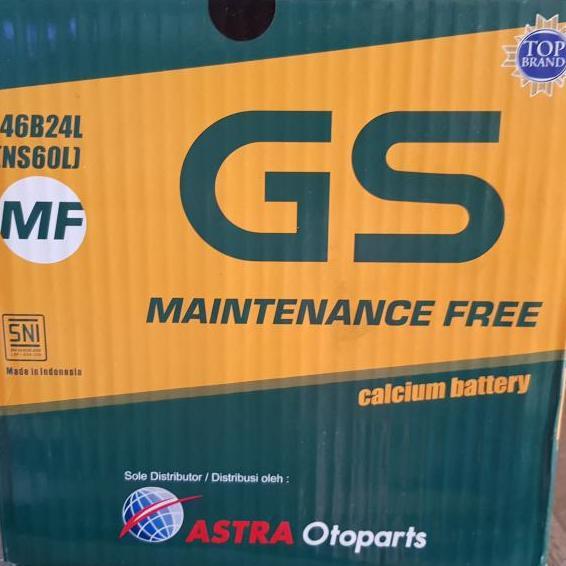 TOP
BRAND
46B24L
(NS60L)
MF
GS
MAINTENANCE FREE
SNI
Made in Indonesia
calcium battery
Sole Distributor / Distribusi oleh :
ASTRA Otoparts